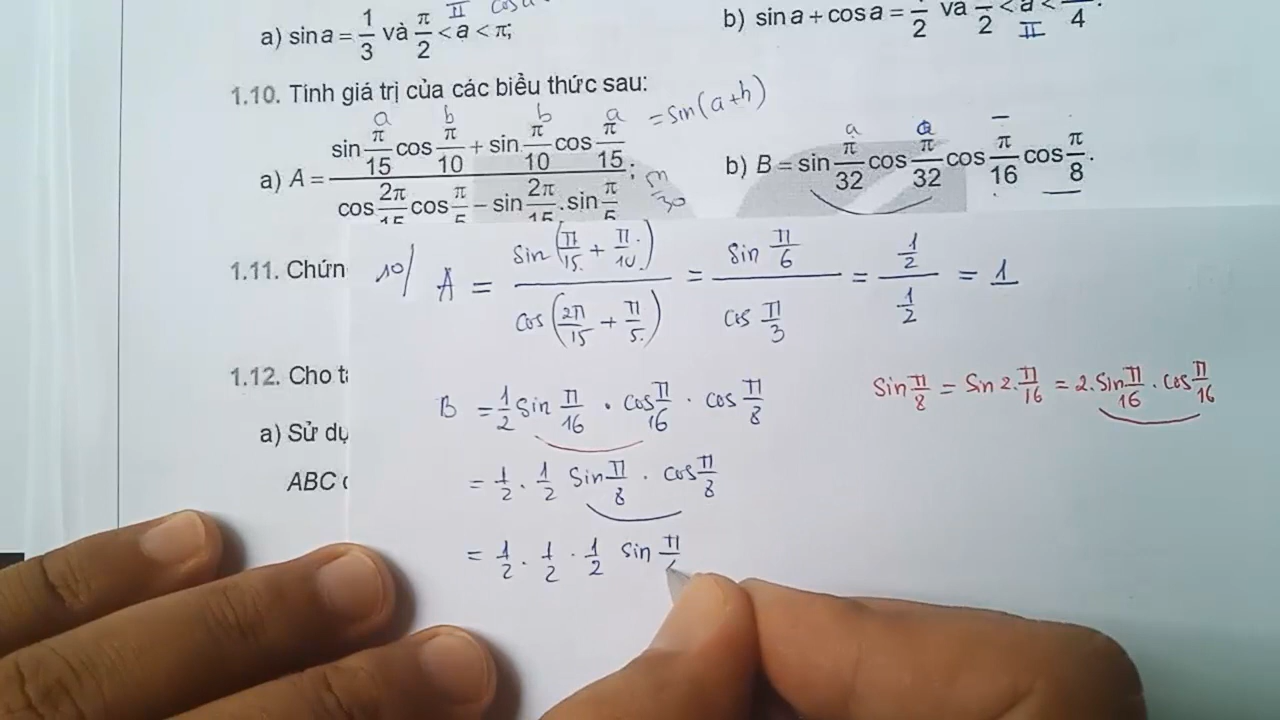 a) sin a = 1/3 và π/2 < a < π; II cos
b) sin a + cos a = /2 và /2 < a < /4 . II
1.10. Tính giá trị của các biểu thức sau:
a b b a = sin(a+b)
a) A = (sin π/15 cos π/10 + sin π/10 cos π/15) / (cos 2π/15 cos π/5 − sin 2π/15 . sin π/5);
a a
b) B = sin π/32 cos π/32 cos π/16 cos π/8.
10/ A = sin(π/15 + π/10) / cos(2π/15 + π/5) = sin π/6 / cos π/3 = 1/2 / 1/2 = 1
1.11. Chứn
1.12. Cho t
B = 1/2 sin π/16 . cos π/16 . cos π/8
sin π/8 = sin 2.π/16 = 2.sin π/16 . cos π/16
a) Sử dụ
= 1/2 . 1/2 sin π/8 . cos π/8
ABC
= 1/2 . 1/2 . 1/2 sin π/